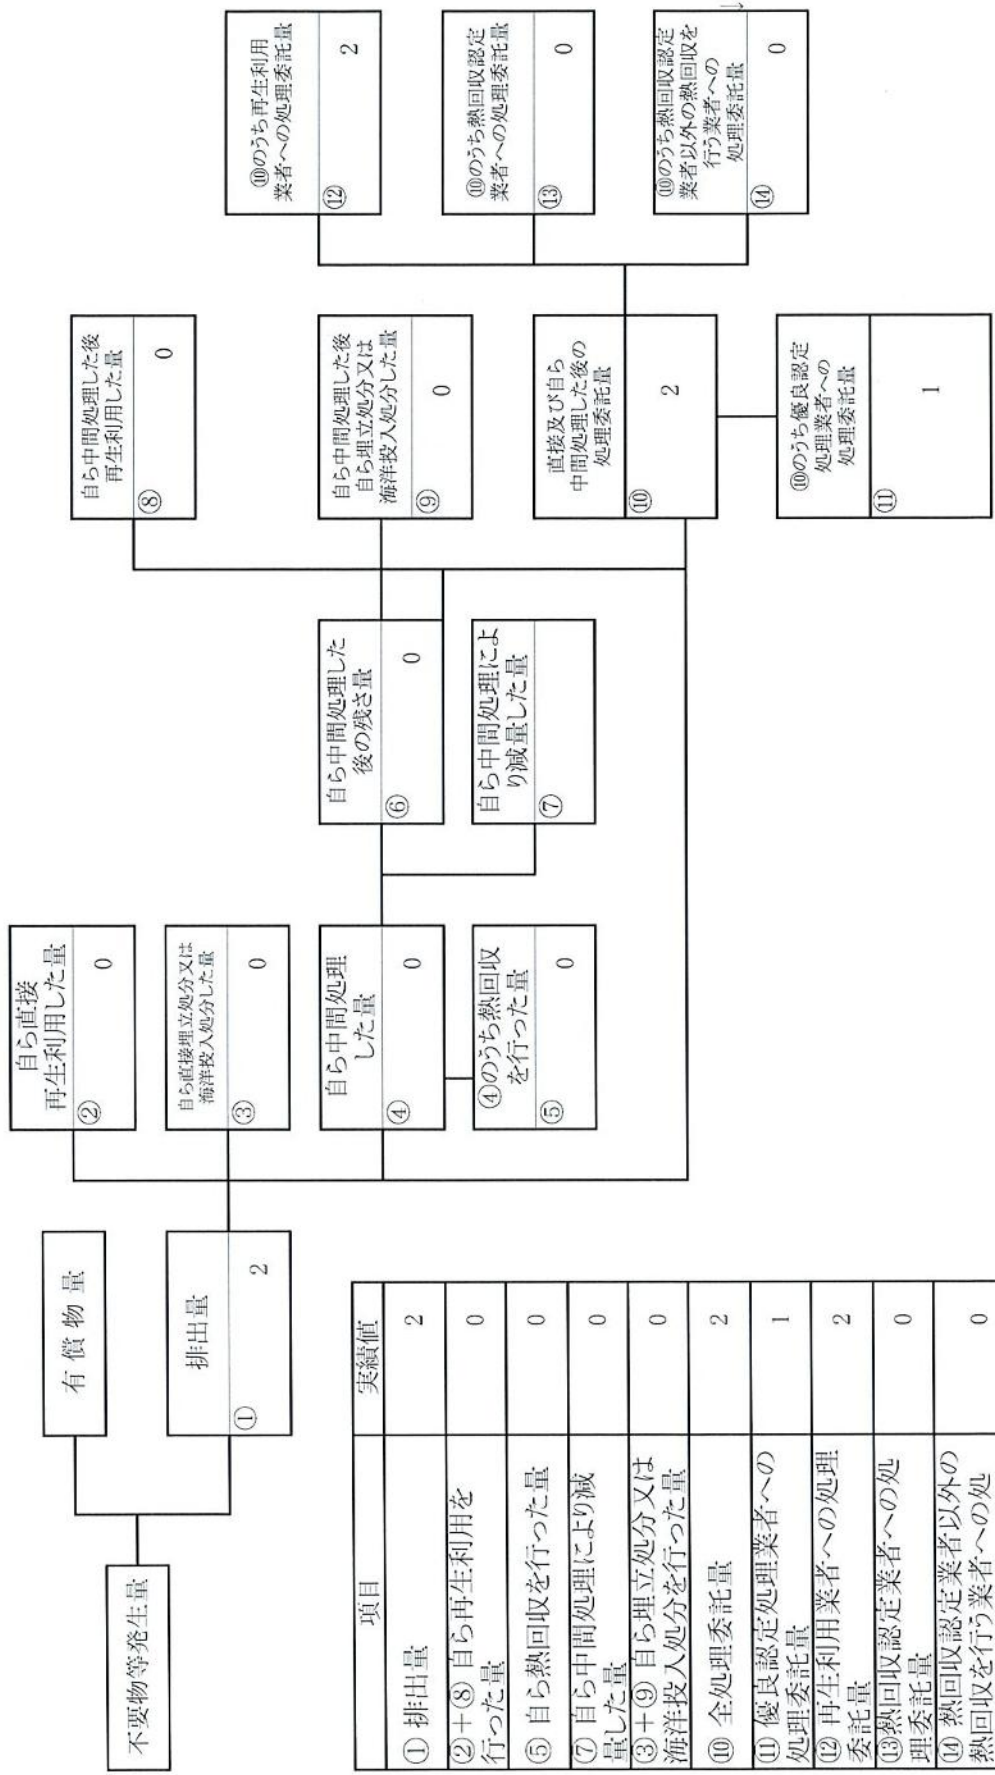 不要物等発生量
有償物量
排出量
①
2
自ら直接
再生利用した量
②
0
自ら直接埋立処分又は
海洋投入処分した量
③
0
自ら中間処理
した量
④
0
④のうち熱回収
を行った量
⑤
0
自ら中間処理した
後の残さ量
⑥
0
自ら中間処理によ
り減量した量
⑦
自ら中間処理した後
再生利用した量
⑧
0
自ら中間処理した後
自ら埋立処分又は
海洋投入処分した量
⑨
0
直接及び自ら
中間処理した後の
処理委託量
⑩
2
⑩のうち優良認定
処理業者への
処理委託量
⑪
1
⑩のうち再生利用
業者への処理委託量
⑫
2
⑩のうち熱回収認定
業者への処理委託量
⑬
0
⑩のうち熱回収認定
業者以外の熱回収を
行う業者への
処理委託量
⑭
0
項目 実績値
① 排出量 2
②+⑧ 自ら再生利用を
行った量 0
⑤ 自ら熱回収を行った量 0
⑦ 自ら中間処理により減
量した量 0
③+⑨ 自ら埋立処分又は
海洋投入処分を行った量 0
⑩ 全処理委託量 2
⑪ 優良認定処理業者への
処理委託量 1
⑫ 再生利用業者への処理
委託量 2
⑬熱回収認定業者への処
理委託量 0
⑭ 熱回収認定業者以外の
熱回収を行う業者への処 0